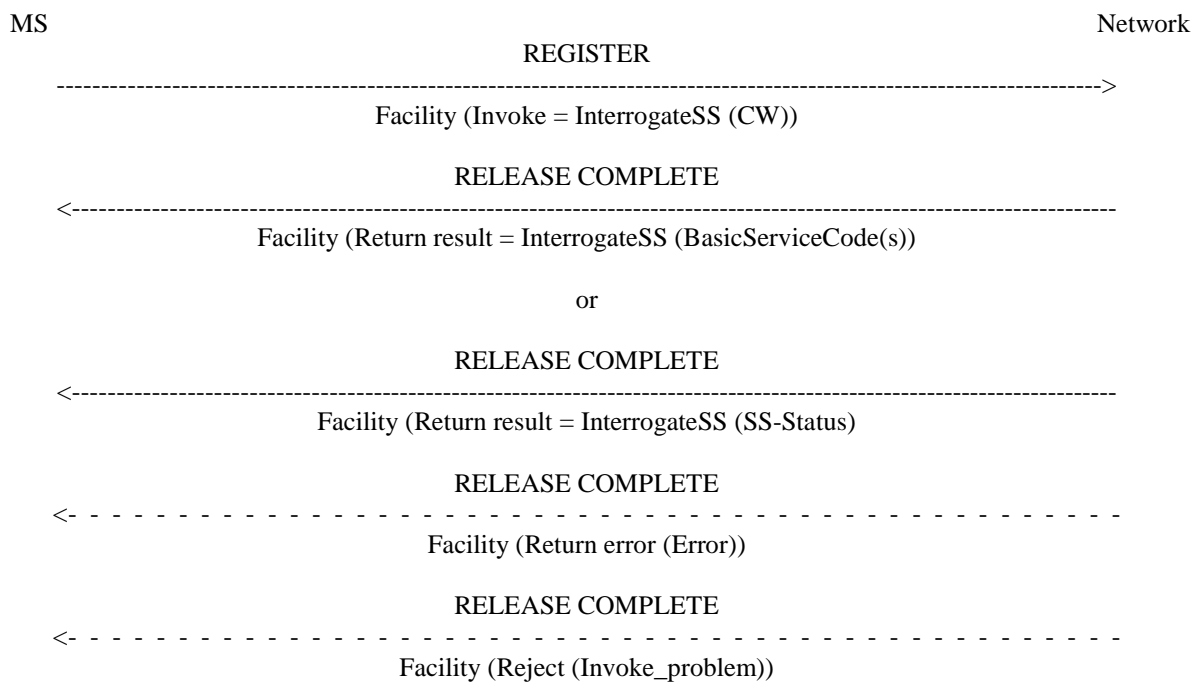 MS Network
REGISTER
Facility (Invoke = InterrogateSS (CW))
RELEASE COMPLETE
Facility (Return result = InterrogateSS (BasicServiceCode(s))
or
RELEASE COMPLETE
Facility (Return result = InterrogateSS (SS-Status)
RELEASE COMPLETE
Facility (Return error (Error))
RELEASE COMPLETE
Facility (Reject (Invoke_problem))